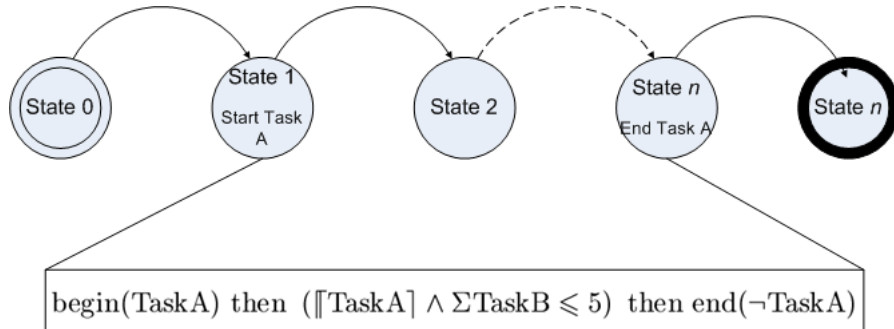 State 0
State 1
Start Task
A
State 2
State n
End Task A
State n
begin(TaskA) then (⌈⌈TaskA⌉ ∧ ΣTaskB ⩽ 5) then end(¬TaskA)